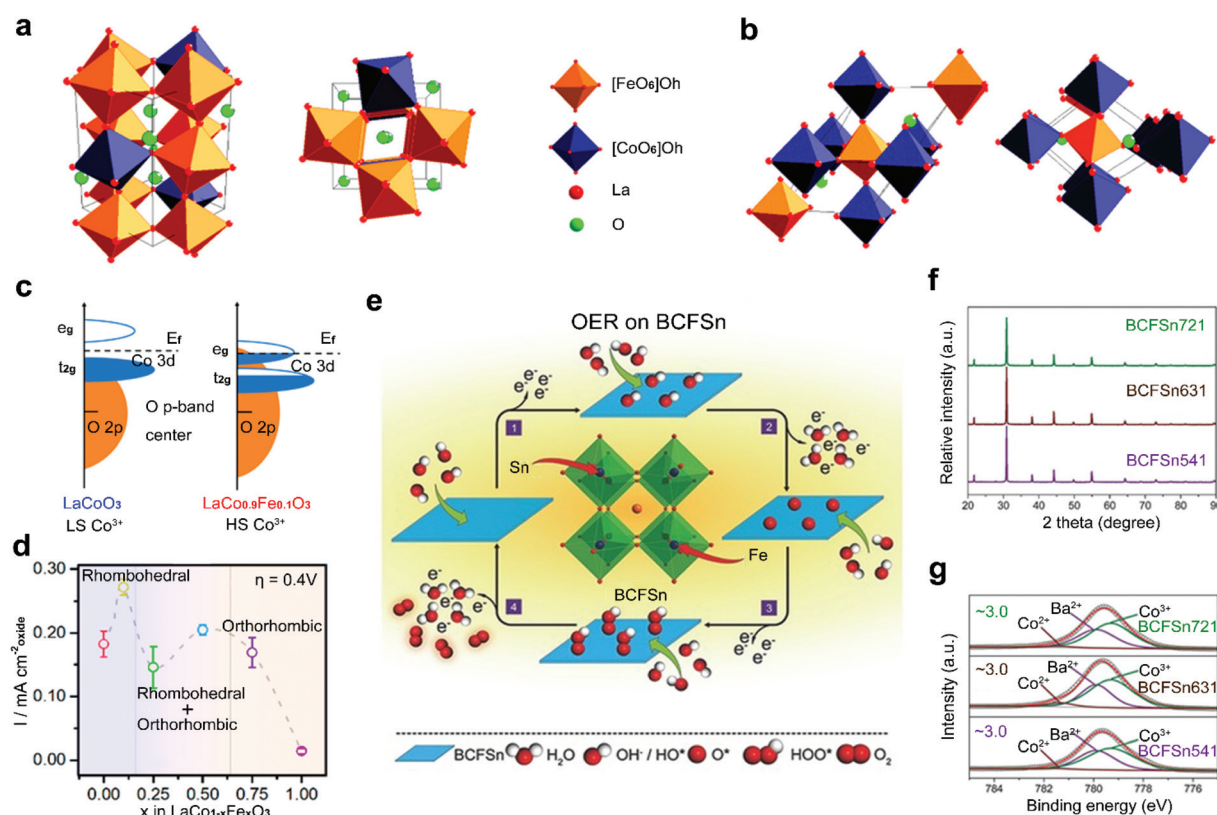 a
[FeO₆]Oh
[CoO₆]Oh
La
O
b
c
eg
Ef
Co 3d
t2g
O 2p
O p-band
center
eg
Ef
Co 3d
t2g
O 2p
LaCoO₃
LS Co³⁺
LaCo0.9Fe0.1O₃
HS Co³⁺
d
Rhombohedral
η = 0.4V
Orthorhombic
Rhombohedral
+
Orthorhombic
0.30
0.20
0.10
0.00
I / mA cm⁻²oxide
0.00 0.25 0.50 0.75 1.00
x in LaCo1-xFexO₃
e
OER on BCFSn
e⁻ e⁻ e⁻ e⁻
1
2
e⁻ e⁻ e⁻ e⁻
Sn
Fe
BCFSn
4
3
e⁻ e⁻ e⁻ e⁻
e⁻ e⁻ e⁻ e⁻
BCFSn H₂O OH⁻ / HO* O* HOO* O₂
f
BCFSn721
BCFSn631
BCFSn541
Relative intensity (a.u.)
20 30 40 50 60 70 80 90
2 theta (degree)
g
~3.0 Co²⁺ Ba²⁺ Co³⁺
BCFSn721
~3.0 Co²⁺ Ba²⁺ Co³⁺
BCFSn631
~3.0 Co²⁺ Ba²⁺ Co³⁺
BCFSn541
Intensity (a.u.)
784 782 780 778 776
Binding energy (eV)